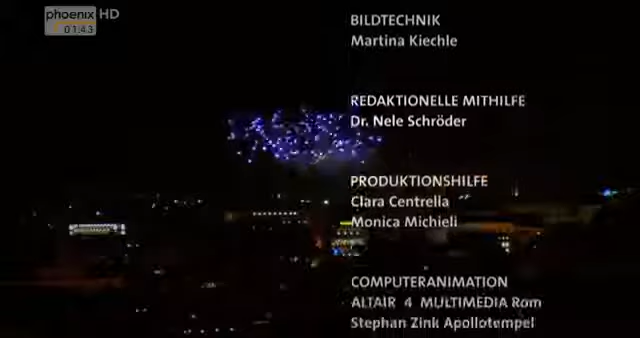 phoenix HD
01:43
BILDTECHNIK
Martina Kiechle
REDAKTIONELLE MITHILFE
Dr. Nele Schröder
PRODUKTIONSHILFE
Clara Centrella
Monica Michieli
COMPUTERANIMATION
ALTAIR 4 MULTIMEDIA Rom
Stephan Zink Apollotempel